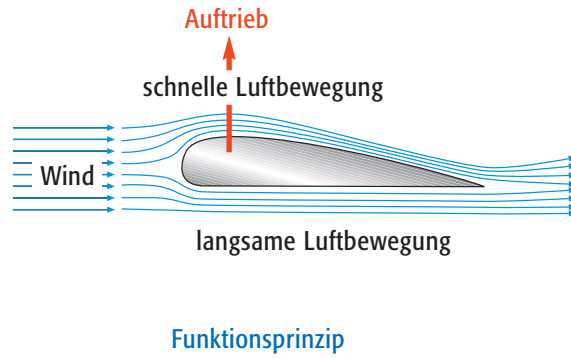 Auftrieb
schnelle Luftbewegung
Wind
langsame Luftbewegung
Funktionsprinzip